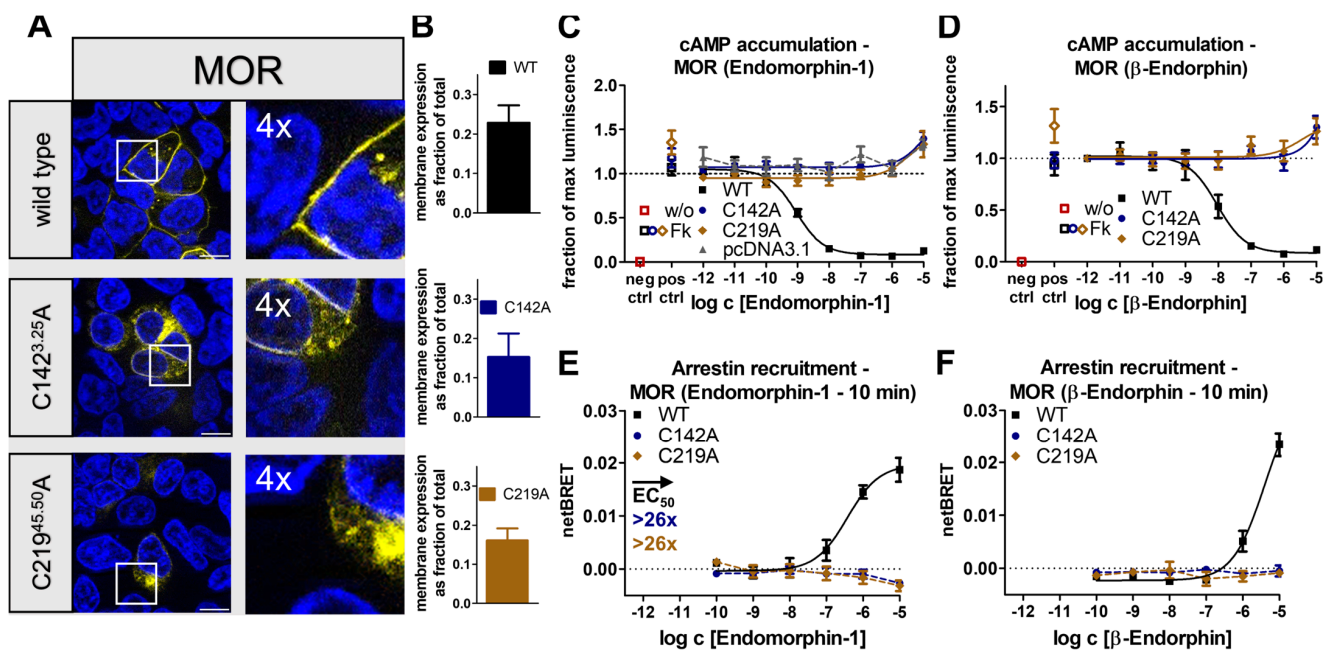 A
MOR
wild type
4x
C1423.25A
4x
C21945.50A
4x
B
WT
membrane expression
as fraction of total
0.3
0.2
0.1
0.0
C142A
membrane expression
as fraction of total
0.3
0.2
0.1
0.0
C219A
membrane expression
as fraction of total
0.3
0.2
0.1
0.0
C
cAMP accumulation -
MOR (Endomorphin-1)
fraction of max luminiscence
2.0
1.5
1.0
0.5
0.0
w/o
Fk
WT
C142A
C219A
pcDNA3.1
neg
ctrl
pos
ctrl
-12 -11 -10 -9 -8 -7 -6 -5
log c [Endomorphin-1]
D
cAMP accumulation -
MOR (β-Endorphin)
fraction of max luminiscence
1.5
1.0
0.5
0.0
w/o
Fk
WT
C142A
C219A
neg
ctrl
pos
ctrl
-12 -11 -10 -9 -8 -7 -6 -5
log c [β-Endorphin]
E
Arrestin recruitment -
MOR (Endomorphin-1 - 10 min)
netBRET
0.03
0.02
0.01
0.00
WT
C142A
C219A
EC50
>26x
>26x
-12 -11 -10 -9 -8 -7 -6 -5
log c [Endomorphin-1]
F
Arrestin recruitment -
MOR (β-Endorphin - 10 min)
netBRET
0.03
0.02
0.01
0.00
WT
C142A
C219A
-12 -11 -10 -9 -8 -7 -6 -5
log c [β-Endorphin]